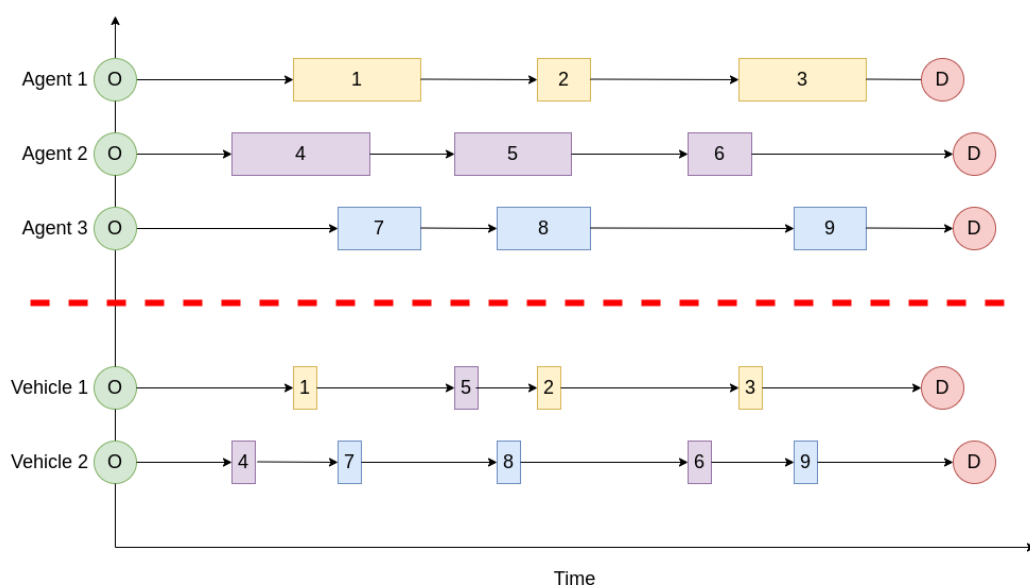 Agent 1 O 1 2 3 D
Agent 2 O 4 5 6 D
Agent 3 O 7 8 9 D
Vehicle 1 O 1 5 2 3 D
Vehicle 2 O 4 7 8 6 9 D
Time